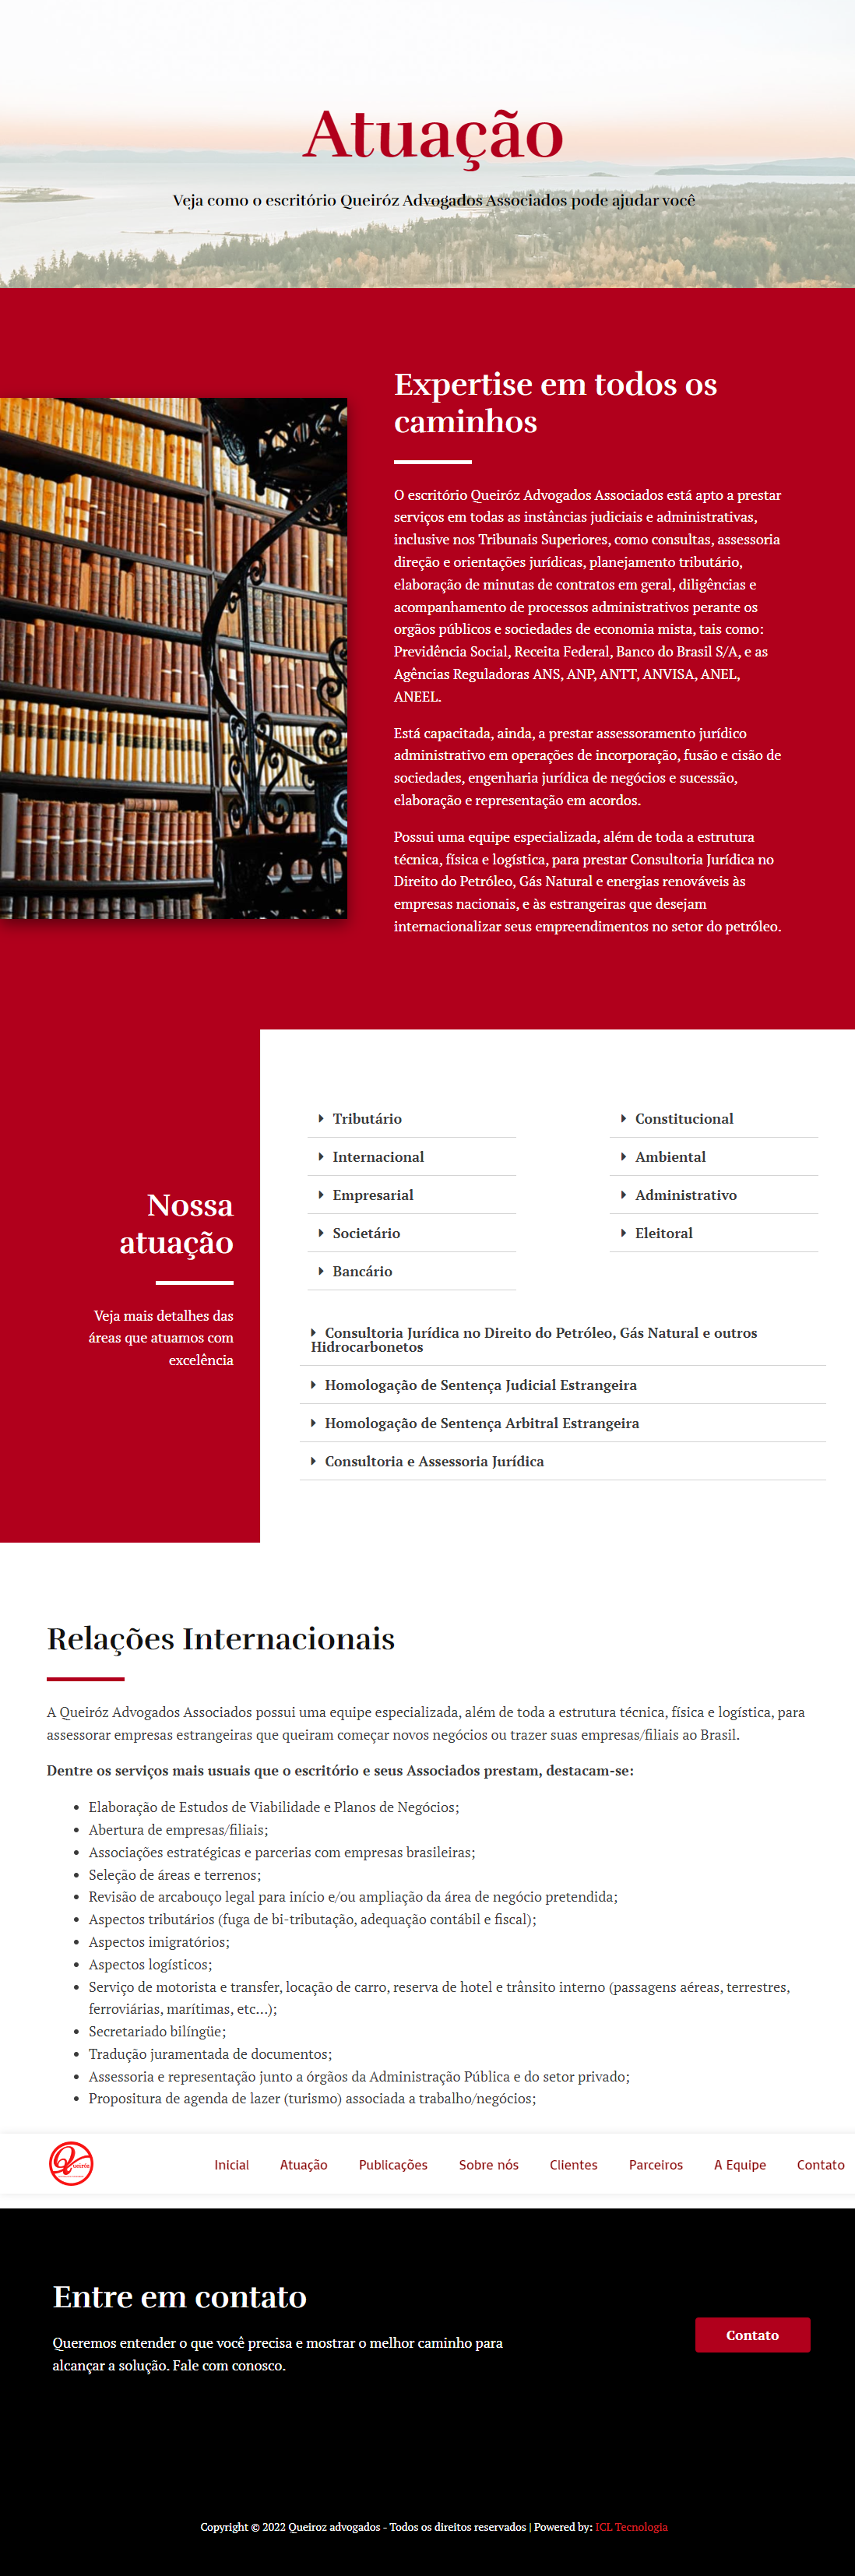 Atuação
Veja como o escritório Queiróz Advogados Associados pode ajudar você
Expertise em todos os
caminhos
O escritório Queiróz Advogados Associados está apto a prestar
serviços em todas as instâncias judiciais e administrativas,
inclusive nos Tribunais Superiores, como consultas, assessoria
direção e orientações jurídicas, planejamento tributário,
elaboração de minutas de contratos em geral, diligências e
acompanhamento de processos administrativos perante os
orgãos públicos e sociedades de economia mista, tais como:
Previdência Social, Receita Federal, Banco do Brasil S/A, e as
Agências Reguladoras ANS, ANP, ANTT, ANVISA, ANEL,
ANEEL.
Está capacitada, ainda, a prestar assessoramento jurídico
administrativo em operações de incorporação, fusão e cisão de
sociedades, engenharia jurídica de negócios e sucessão,
elaboração e representação em acordos.
Possui uma equipe especializada, além de toda a estrutura
técnica, física e logística, para prestar Consultoria Jurídica no
Direito do Petróleo, Gás Natural e energias renováveis às
empresas nacionais, e às estrangeiras que desejam
internacionalizar seus empreendimentos no setor do petróleo.
Nossa
atuação
Veja mais detalhes das
áreas que atuamos com
excelência
Tributário
Internacional
Empresarial
Societário
Bancário
Constitucional
Ambiental
Administrativo
Eleitoral
Consultoria Jurídica no Direito do Petróleo, Gás Natural e outros
Hidrocarbonetos
Homologação de Sentença Judicial Estrangeira
Homologação de Sentença Arbitral Estrangeira
Consultoria e Assessoria Jurídica
Relações Internacionais
A Queiróz Advogados Associados possui uma equipe especializada, além de toda a estrutura técnica, física e logística, para
assessorar empresas estrangeiras que queiram começar novos negócios ou trazer suas empresas/filiais ao Brasil.
Dentre os serviços mais usuais que o escritório e seus Associados prestam, destacam-se:
• Elaboração de Estudos de Viabilidade e Planos de Negócios;
• Abertura de empresas/filiais;
• Associações estratégicas e parcerias com empresas brasileiras;
• Seleção de áreas e terrenos;
• Revisão de arcabouço legal para início e/ou ampliação da área de negócio pretendida;
• Aspectos tributários (fuga de bi-tributação, adequação contábil e fiscal);
• Aspectos imigratórios;
• Aspectos logísticos;
• Serviço de motorista e transfer, locação de carro, reserva de hotel e trânsito interno (passagens aéreas, terrestres,
ferroviárias, marítimas, etc…);
• Secretariado bilíngüe;
• Tradução juramentada de documentos;
• Assessoria e representação junto a órgãos da Administração Pública e do setor privado;
• Propositura de agenda de lazer (turismo) associada a trabalho/negócios;
Inicial Atuação Publicações Sobre nós Clientes Parceiros A Equipe Contato
Entre em contato
Queremos entender o que você precisa e mostrar o melhor caminho para
alcançar a solução. Fale com conosco.
Contato
Copyright © 2022 Queiroz advogados - Todos os direitos reservados | Powered by: ICL Tecnologia